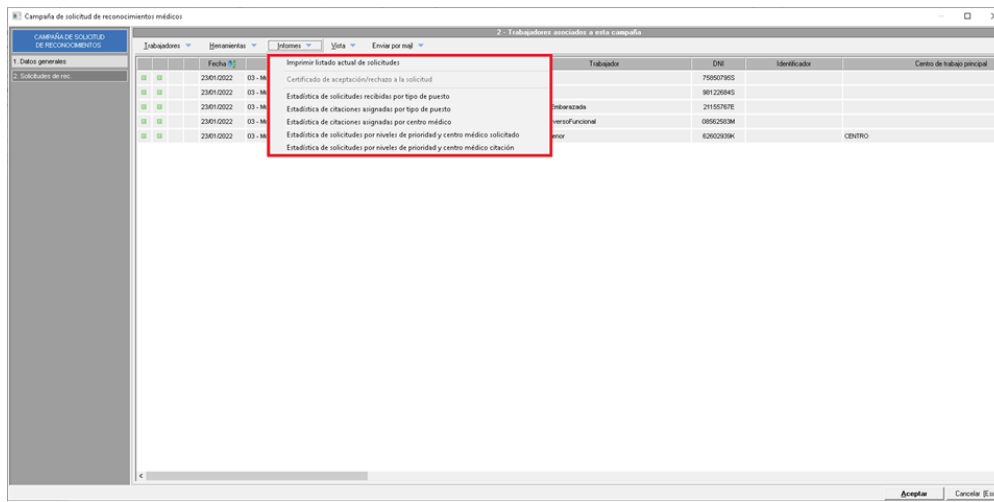 Campaña de solicitud de reconocimientos médicos
CAMPAÑA DE SOLICITUD
DE RECONOCIMIENTOS
1. Datos generales
2. Solicitudes de rec.
2 - Trabajadores asociados a esta campaña
Trabajadores Herramientas Informes Vista Enviar por mail
Fecha Trabajador DNI Identificador Centro de trabajo principal
Imprimir listado actual de solicitudes
Certificado de aceptación/rechazo a la solicitud
Estadística de solicitudes recibidas por tipo de puesto
Estadística de citaciones asignadas por tipo de puesto
Estadística de citaciones asignadas por centro médico
Estadística de solicitudes por niveles de prioridad y centro médico solicitado
Estadística de solicitudes por niveles de prioridad y centro médico citación
23/01/2022 03 - 75850795S
23/01/2022 03 - 98122684S
23/01/2022 03 - Embarazada 21155767E
23/01/2022 03 - 08562583M
23/01/2022 03 - 62602939K CENTRO
Aceptar Cancelar